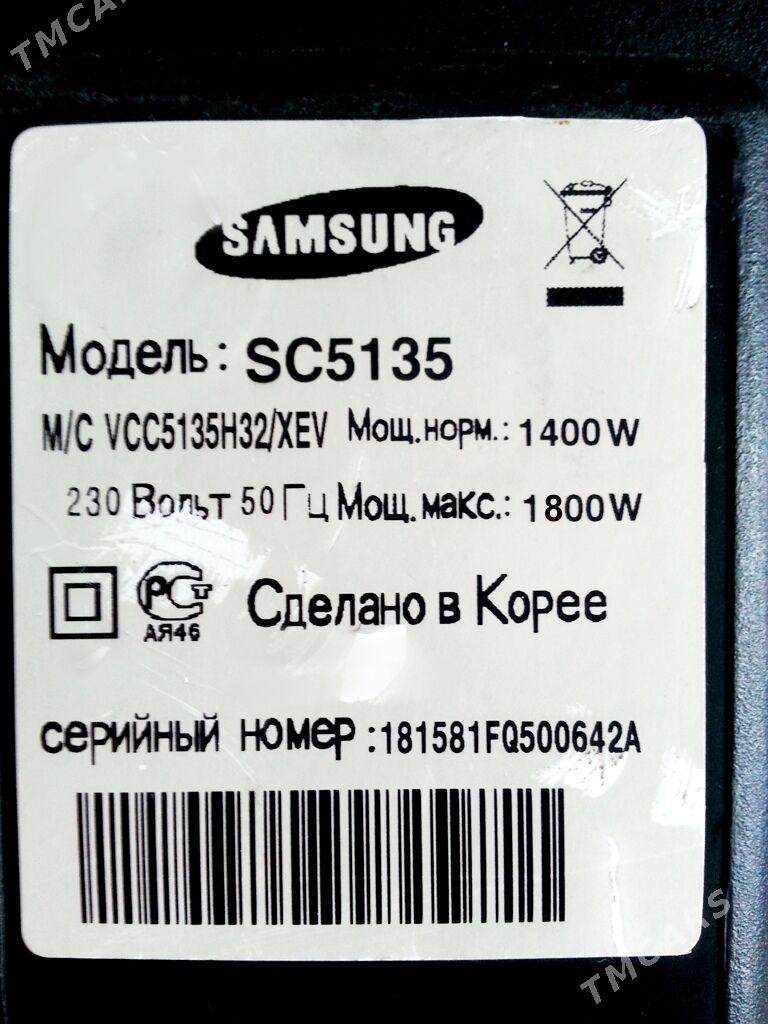 TMCARS
SAMSUNG
Модель: SC5135
M/C VCC5135H32/XEV Мощ.норм.: 1400W
230 Вольт 50 Гц Мощ.макс.: 1800W
РСТ
АЯ46
Сделано в Корее
серийный номер :181581FQ500642A
TMCARS